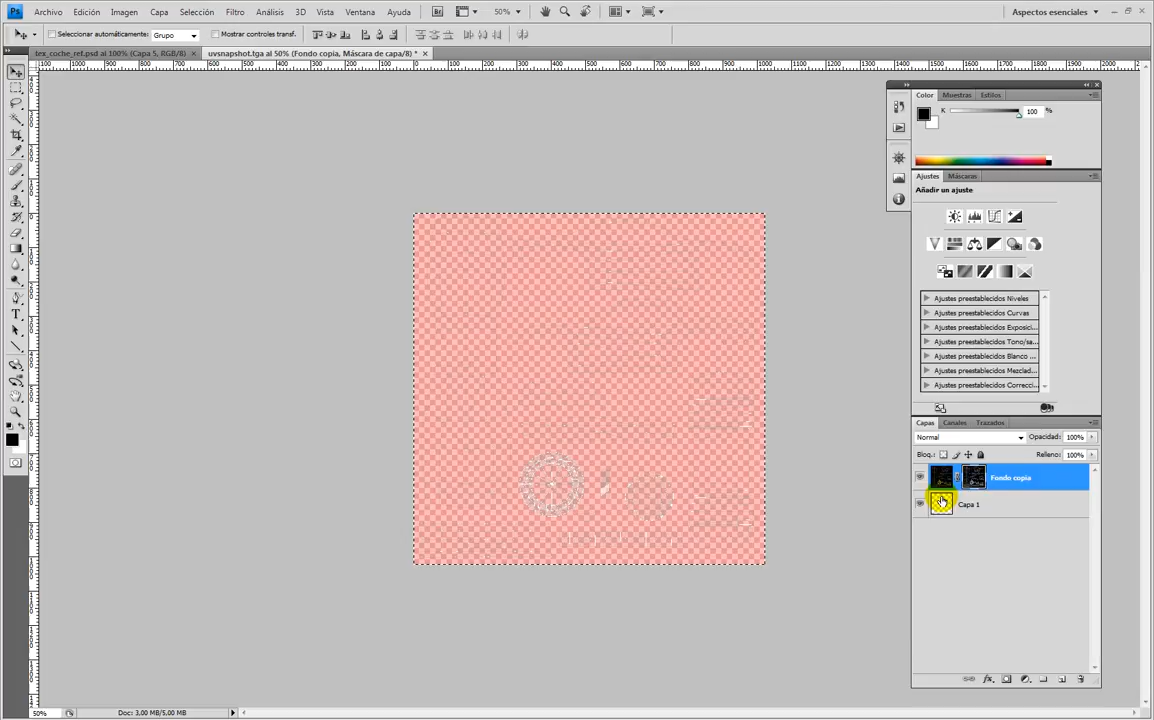 Ps Archivo Edición Imagen Capa Selección Filtro Análisis 3D Vista Ventana Ayuda Br 50% Aspectos esenciales
Seleccionar automáticamente: Grupo Mostrar controles transf.
tex_coche_ref.psd al 100% (Capa 5, RGB/8) x uvsnapshot.tga al 50% (Fondo copia, Máscara de capa/8) * x
Color Muestras Estilos
K 100 %
Ajustes Máscaras
Añadir un ajuste
Ajustes preestablecidos Niveles
Ajustes preestablecidos Curvas
Ajustes preestablecidos Exposici...
Ajustes preestablecidos Tono/sa...
Ajustes preestablecidos Blanco ...
Ajustes preestablecidos Mezclad...
Ajustes preestablecidos Correcci...
Capas Canales Trazados
Normal Opacidad: 100%
Bloq.: Relleno: 100%
Fondo copia
Capa 1
50% Doc: 3,00 MB/5,00 MB